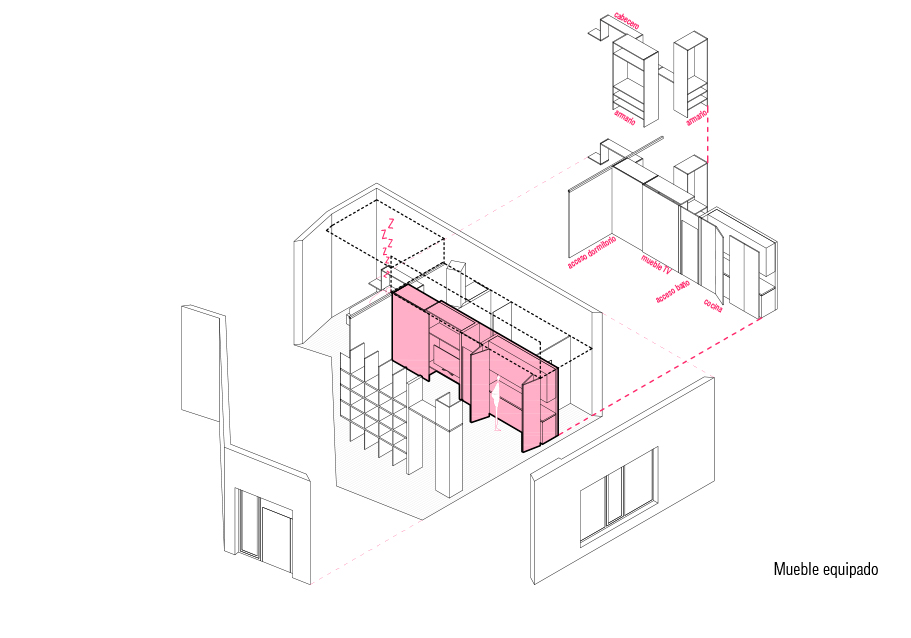 cabecero
armario
armario
acceso dormitorio
mueble TV
acceso baño
cocina
Z
Z
Z
Z
Z
Z
Mueble equipado